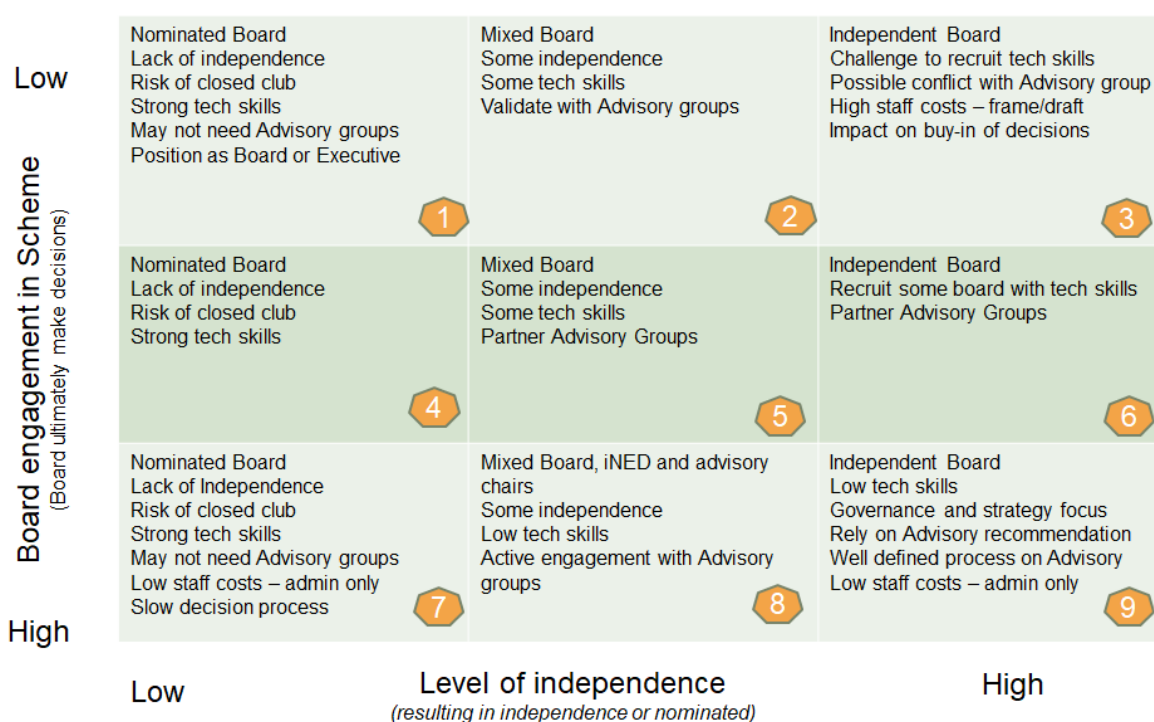 Low
Board engagement in Scheme
(Board ultimately make decisions)
High
Nominated Board
Lack of independence
Risk of closed club
Strong tech skills
May not need Advisory groups
Position as Board or Executive
1
Mixed Board
Some independence
Some tech skills
Validate with Advisory groups
2
Independent Board
Challenge to recruit tech skills
Possible conflict with Advisory group
High staff costs – frame/draft
Impact on buy-in of decisions
3
Nominated Board
Lack of independence
Risk of closed club
Strong tech skills
4
Mixed Board
Some independence
Some tech skills
Partner Advisory Groups
5
Independent Board
Recruit some board with tech skills
Partner Advisory Groups
6
Nominated Board
Lack of Independence
Risk of closed club
Strong tech skills
May not need Advisory groups
Low staff costs – admin only
Slow decision process
7
Mixed Board, iNED and advisory
chairs
Some independence
Low tech skills
Active engagement with Advisory
groups
8
Independent Board
Low tech skills
Governance and strategy focus
Rely on Advisory recommendation
Well defined process on Advisory
Low staff costs – admin only
9
Low
Level of independence
(resulting in independence or nominated)
High